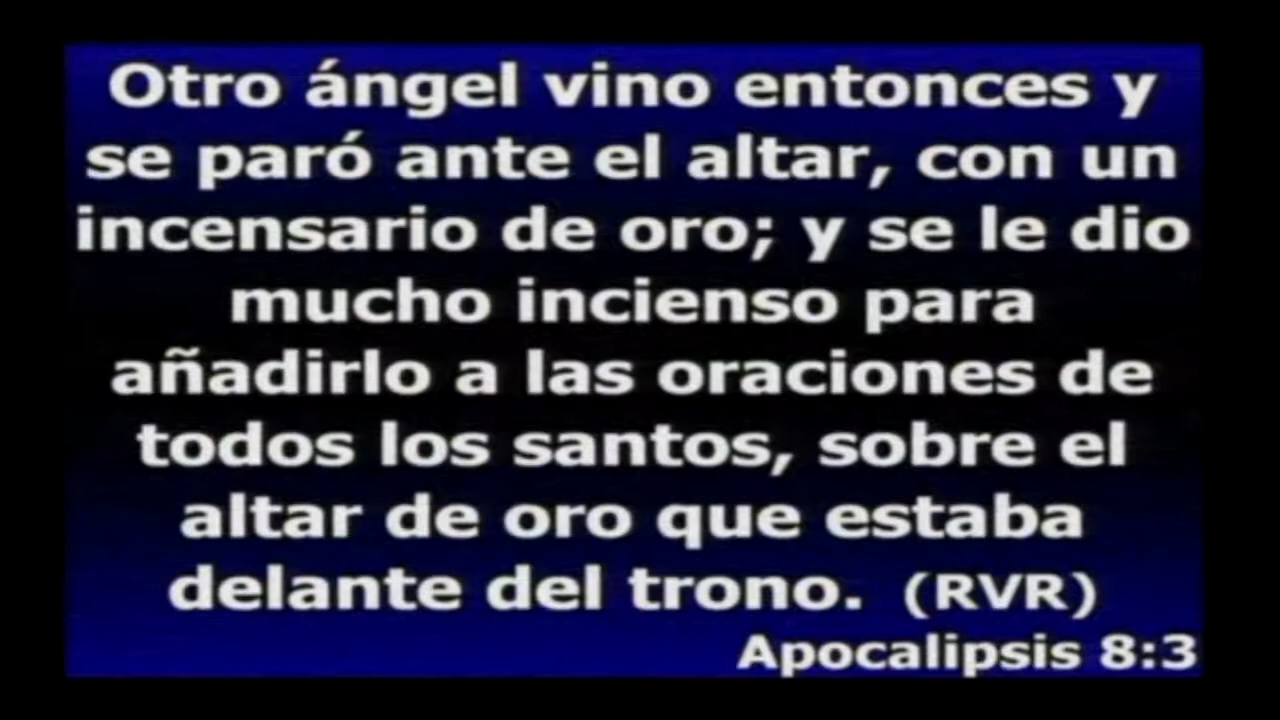 Otro ángel vino entonces y
se paró ante el altar, con un
incensario de oro; y se le dio
mucho incienso para
añadirlo a las oraciones de
todos los santos, sobre el
altar de oro que estaba
delante del trono. (RVR)
Apocalipsis 8:3